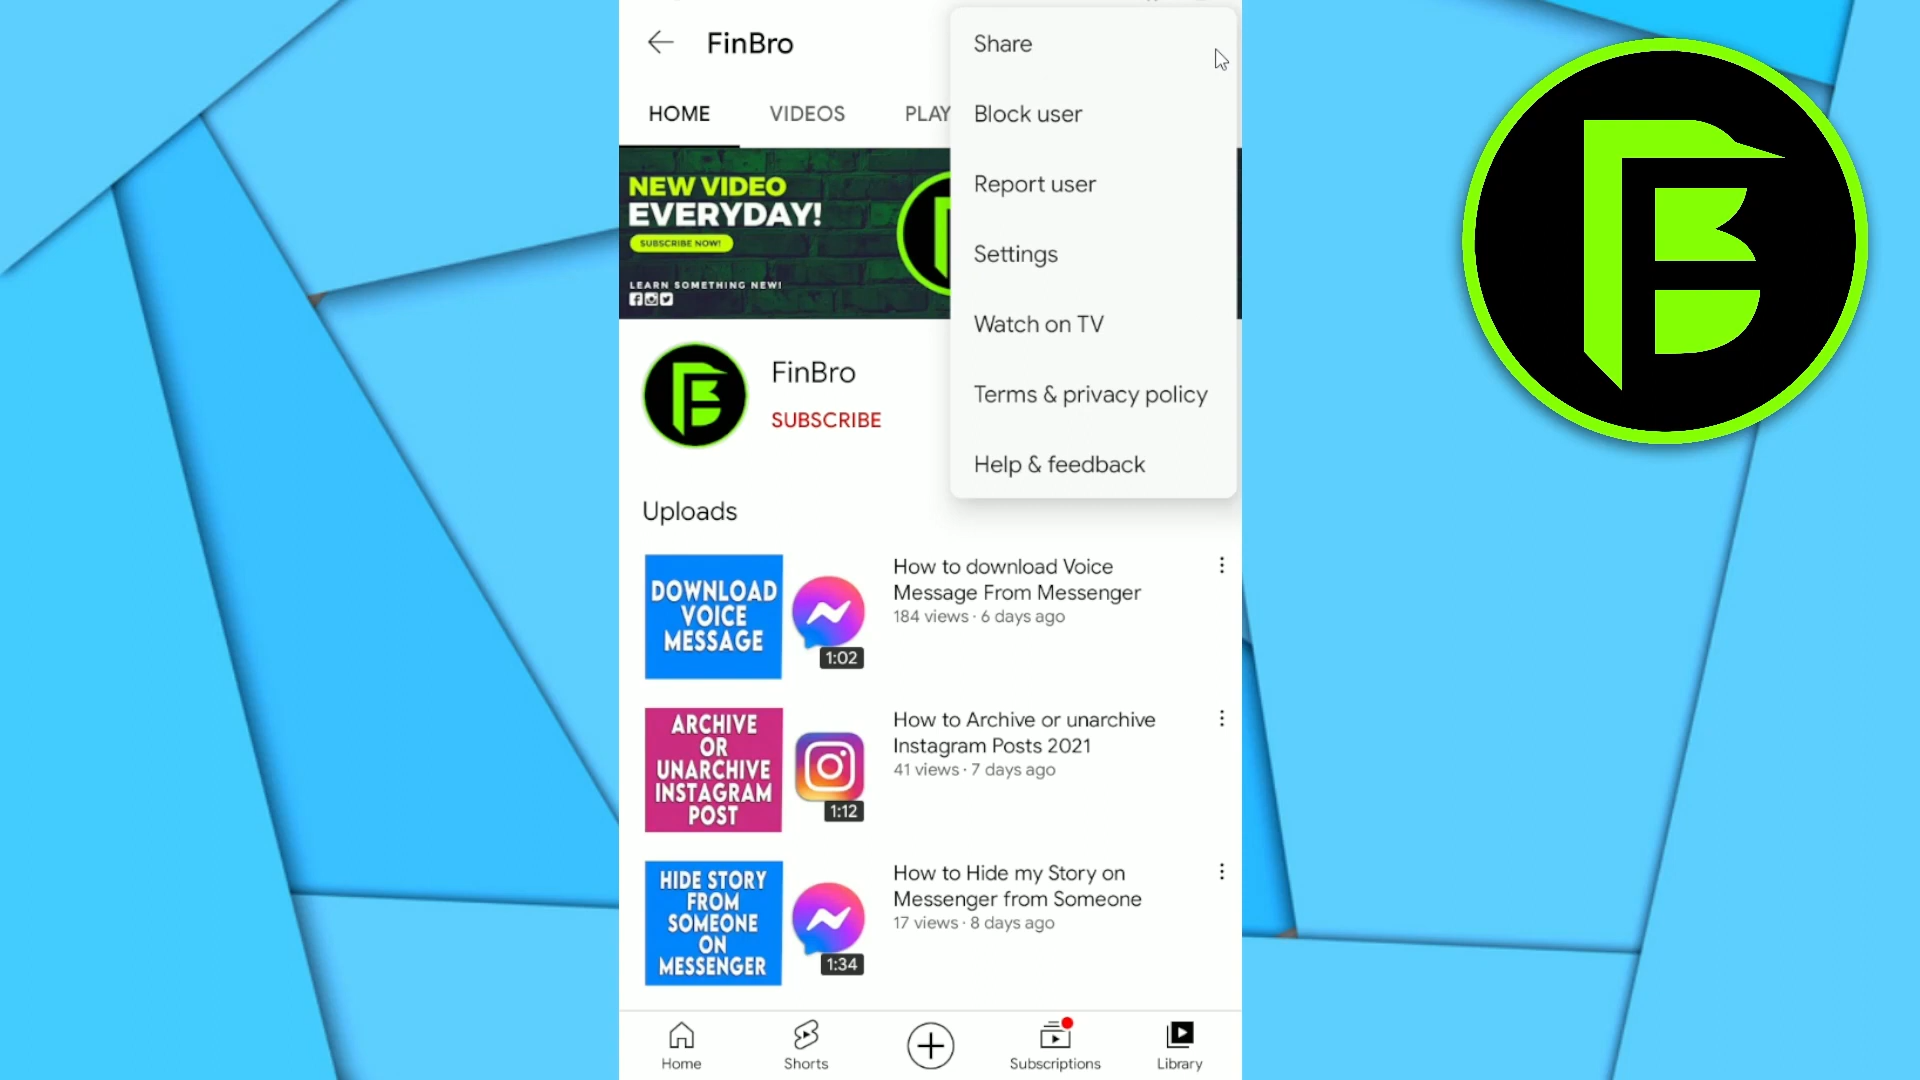 FinBro
HOME VIDEOS PLAY
Share
Block user
Report user
Settings
Watch on TV
Terms & privacy policy
Help & feedback
NEW VIDEO
EVERYDAY!
SUBSCRIBE NOW!
LEARN SOMETHING NEW!
FinBro
SUBSCRIBE
Uploads
DOWNLOAD
VOICE
MESSAGE
1:02
How to download Voice
Message From Messenger
184 views · 6 days ago
ARCHIVE
OR
UNARCHIVE
INSTAGRAM
POST
1:12
How to Archive or unarchive
Instagram Posts 2021
41 views · 7 days ago
HIDE STORY
FROM
SOMEONE
ON
MESSENGER
1:34
How to Hide my Story on
Messenger from Someone
17 views · 8 days ago
Home Shorts Subscriptions Library